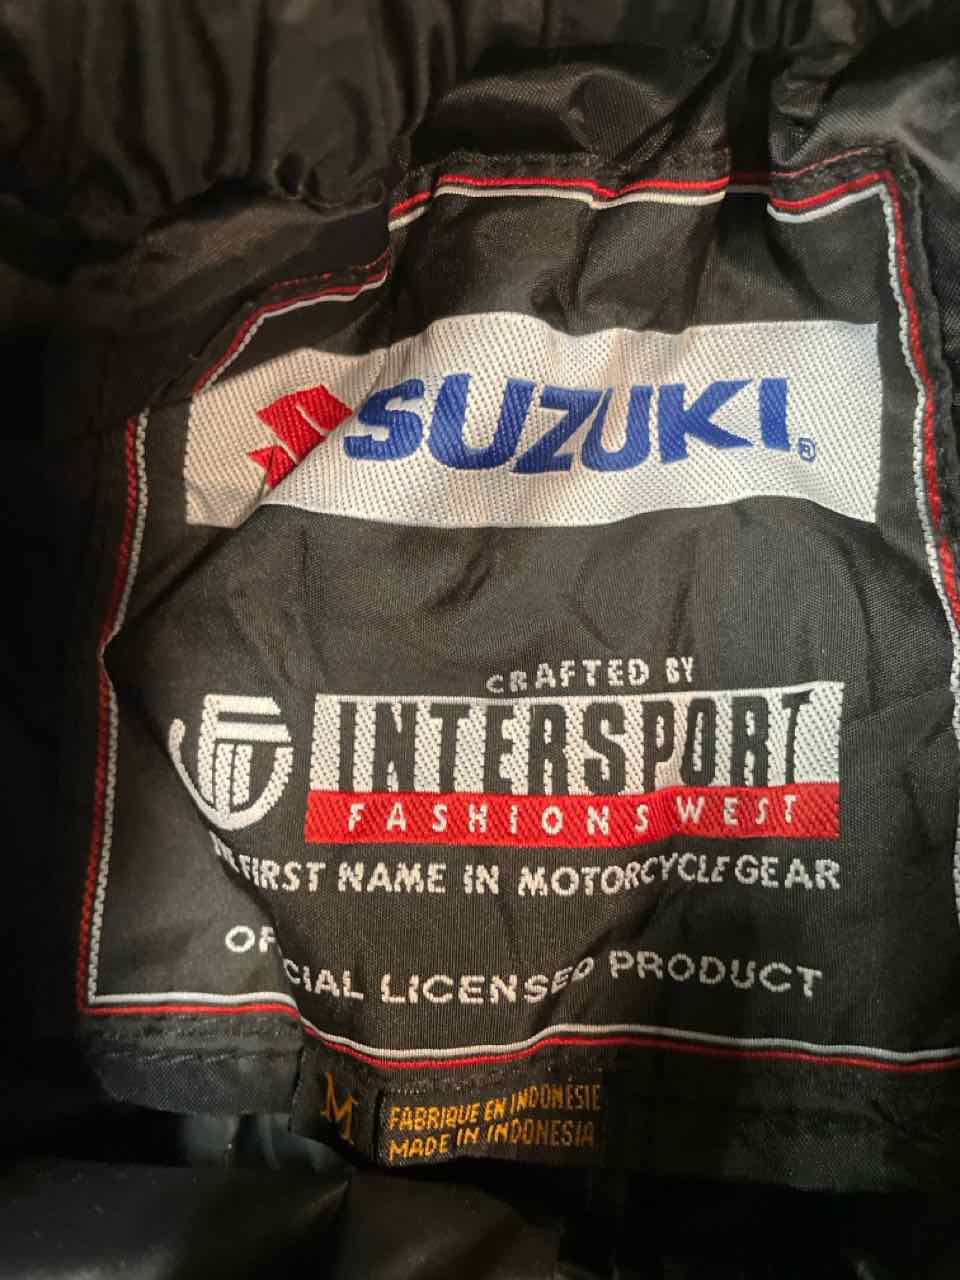 SUZUKI®
CRAFTED BY
INTERSPORT
FASHIONS WEST
FIRST NAME IN MOTORCYCLE GEAR
OFFICIAL LICENSED PRODUCT
M
FABRIQUE EN INDONÉSIE
MADE IN INDONESIA